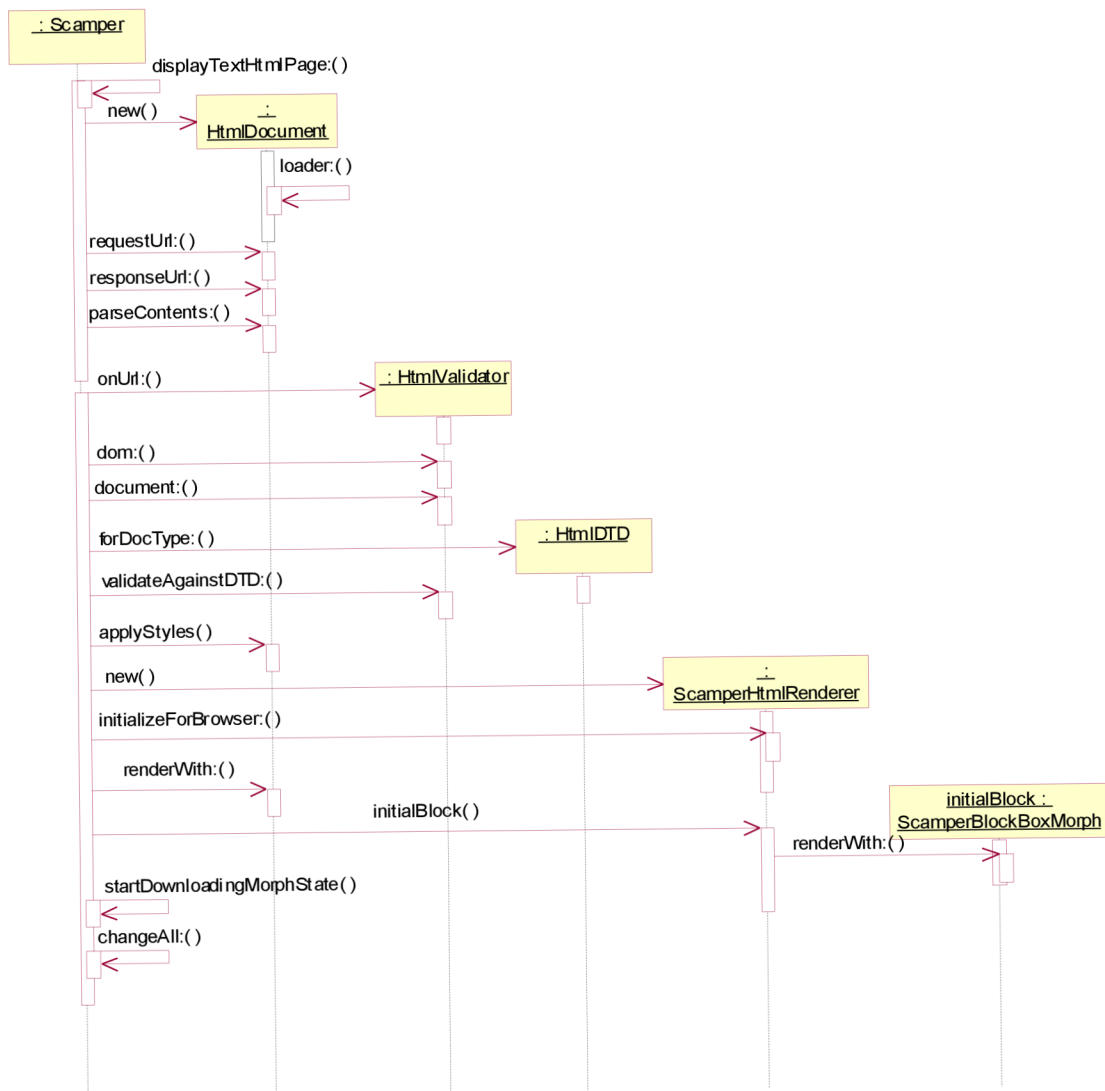 : Scamper
displayTextHtmlPage:( )
new( )
:
HtmlDocument
loader:( )
requestUrl:( )
responseUrl:( )
parseContents:( )
onUrl:( )
: HtmlValidator
dom:( )
document:( )
forDocType:( )
: HtmlDTD
validateAgainstDTD:( )
applyStyles( )
new( )
:
ScamperHtmlRenderer
initializeForBrowser:( )
renderWith:( )
initialBlock( )
initialBlock :
ScamperBlockBoxMorph
renderWith:( )
startDownloadingMorphState( )
changeAll:( )